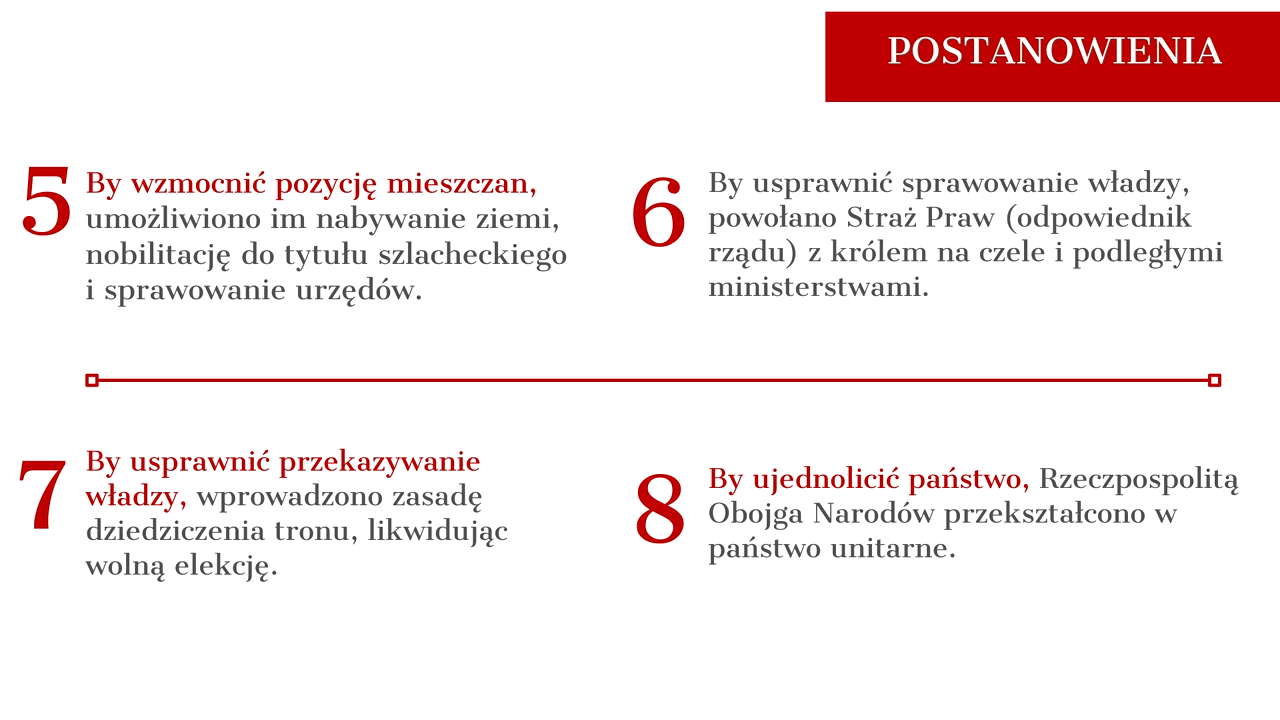 POSTANOWIENIA
5
By wzmocnić pozycję mieszczan,
umożliwiono im nabywanie ziemi,
nobilitację do tytułu szlacheckiego
i sprawowanie urzędów.
6
By usprawnić sprawowanie władzy,
powołano Straż Praw (odpowiednik
rządu) z królem na czele i podległymi
ministerstwami.
7
By usprawnić przekazywanie
władzy, wprowadzono zasadę
dziedziczenia tronu, likwidując
wolną elekcję.
8
By ujednolicić państwo, Rzeczpospolitą
Obojga Narodów przekształcono w
państwo unitarne.